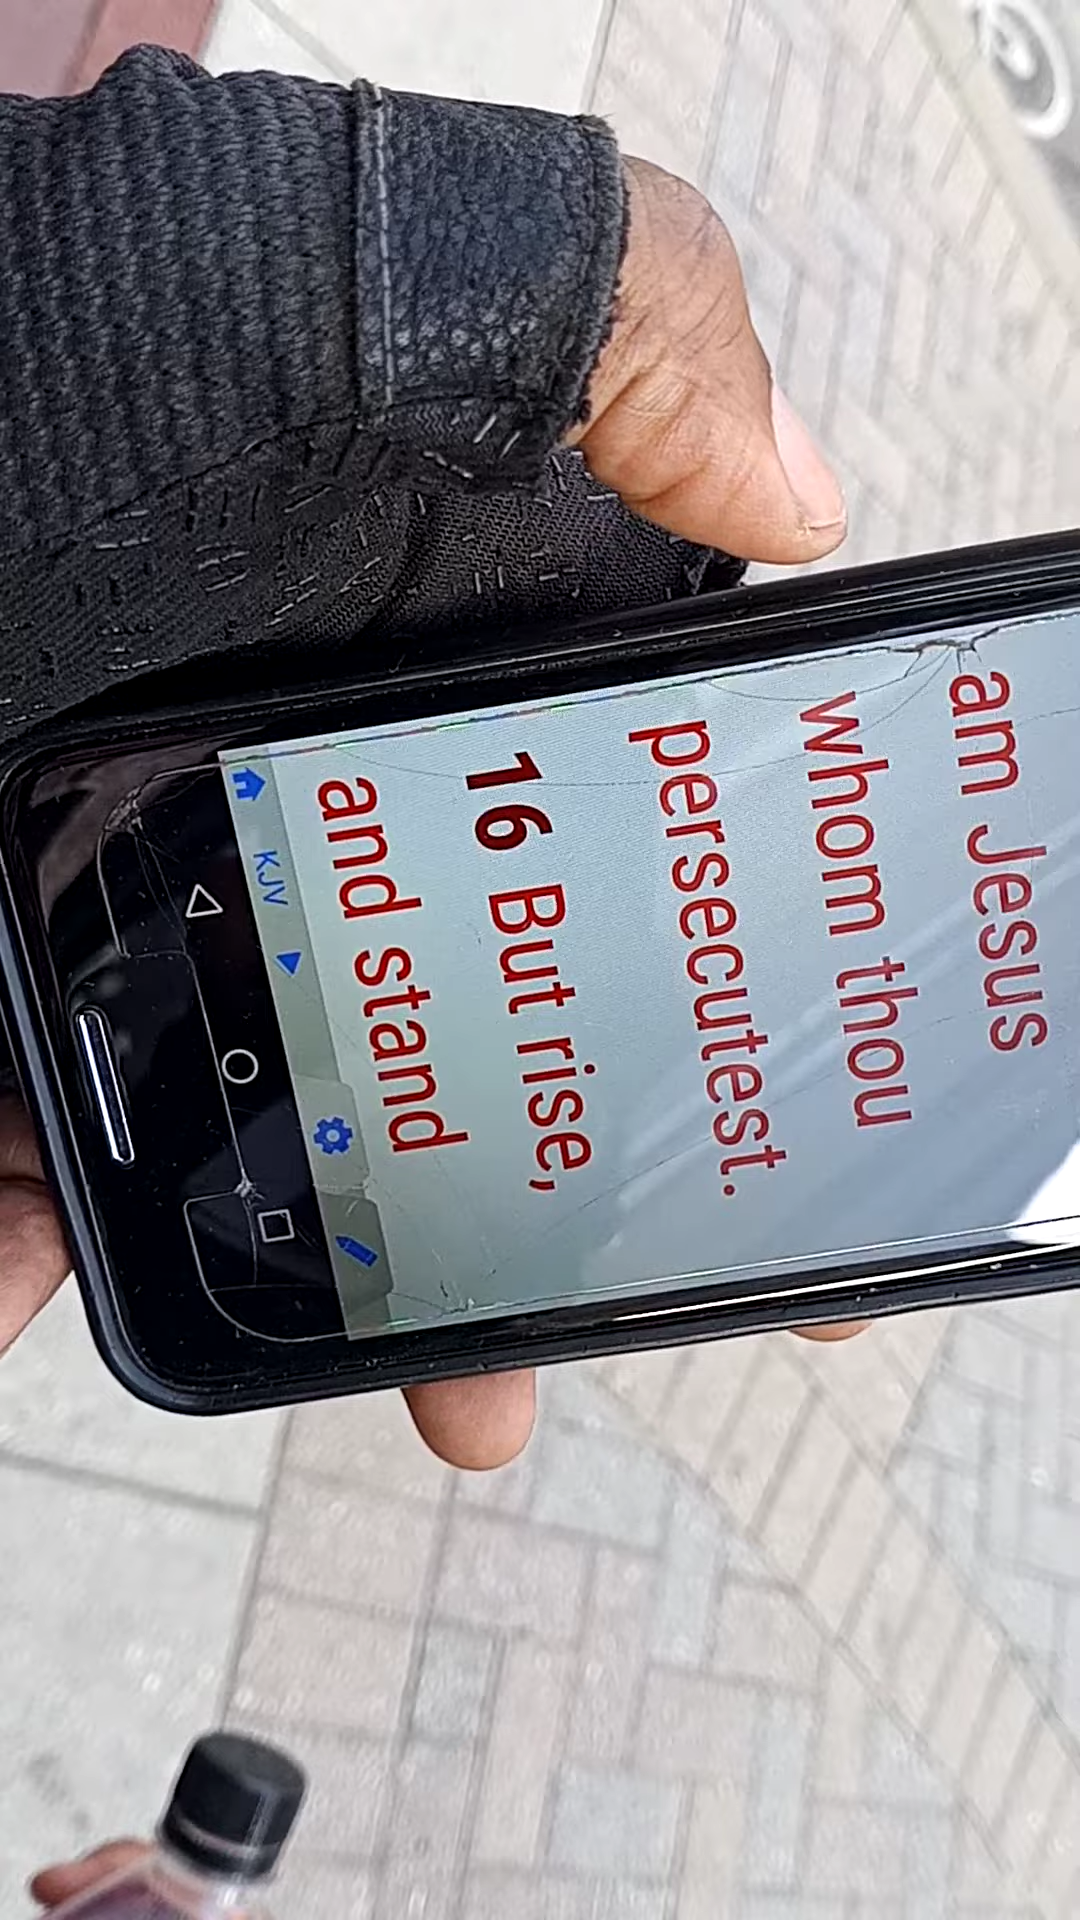 am Jesus
whom thou
persecutest.
16 But rise,
and stand
KJV